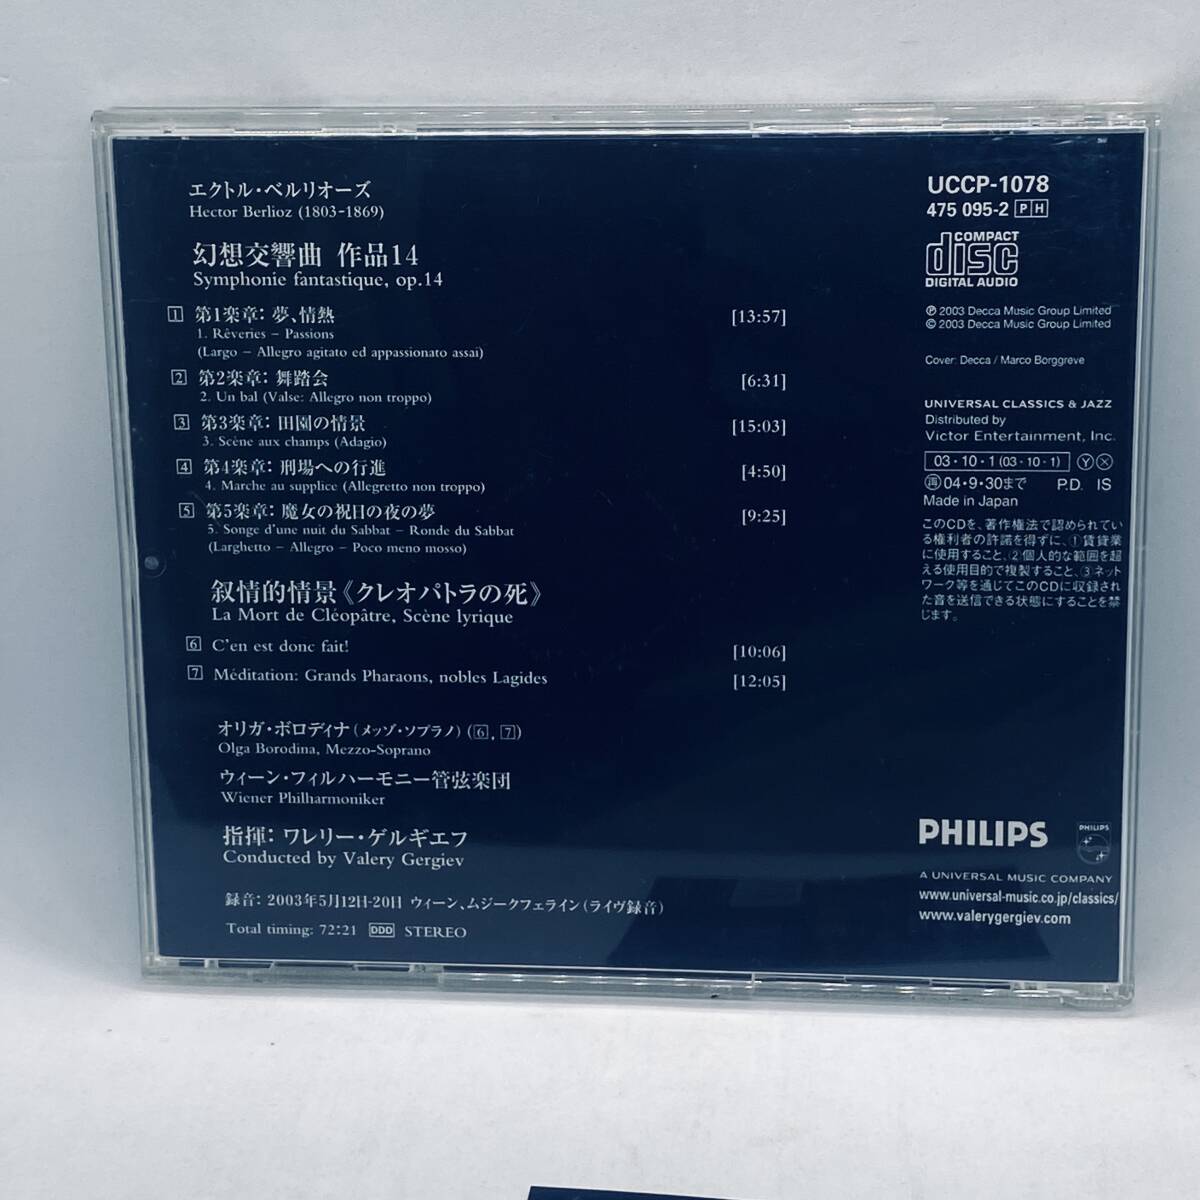 エクトル・ベルリオーズ
Hector Berlioz (1803-1869)
幻想交響曲 作品14
Symphonie fantastique, op.14
1 第1楽章: 夢、情熱 [13:57]
1. Rêveries – Passions
(Largo – Allegro agitato ed appassionato assai)
2 第2楽章: 舞踏会 [6:31]
2. Un bal (Valse: Allegro non troppo)
3 第3楽章: 田園の情景 [15:03]
3. Scène aux champs (Adagio)
4 第4楽章: 刑場への行進 [4:50]
4. Marche au supplice (Allegretto non troppo)
5 第5楽章: 魔女の祝日の夜の夢 [9:25]
5. Songe d'une nuit du Sabbat – Ronde du Sabbat
(Larghetto – Allegro – Poco meno mosso)
叙情的情景《クレオパトラの死》
La Mort de Cléopâtre, Scène lyrique
6 C'en est donc fait! [10:06]
7 Méditation: Grands Pharaons, nobles Lagides [12:05]
オリガ・ボロディナ (メッゾ・ソプラノ) (6, 7)
Olga Borodina, Mezzo-Soprano
ウィーン・フィルハーモニー管弦楽団
Wiener Philharmoniker
指揮: ワレリー・ゲルギエフ
Conducted by Valery Gergiev
録音: 2003年5月12日-20日 ウィーン、ムジークフェライン (ライヴ録音)
Total timing: 72:21 DDD STEREO
UCCP-1078
475 095-2 PH
COMPACT
disc
DIGITAL AUDIO
℗ 2003 Decca Music Group Limited
© 2003 Decca Music Group Limited
Cover: Decca / Marco Borggreve
UNIVERSAL CLASSICS & JAZZ
Distributed by
Victor Entertainment, Inc.
03・10・1 (03・10・1) Ⓨ Ⓧ
再04・9・30まで P.D. IS
Made in Japan
このCDを、著作権法で認められてい
る権利者の許諾を得ずに、①賃貸業
に使用すること、②個人的な範囲を超
える使用目的で複製すること、③ネット
ワーク等を通じてこのCDに収録され
た音を送信できる状態にすることを禁
じます。
PHILIPS
PHILIPS
A UNIVERSAL MUSIC COMPANY
www.universal-music.co.jp/classics/
www.valerygergiev.com